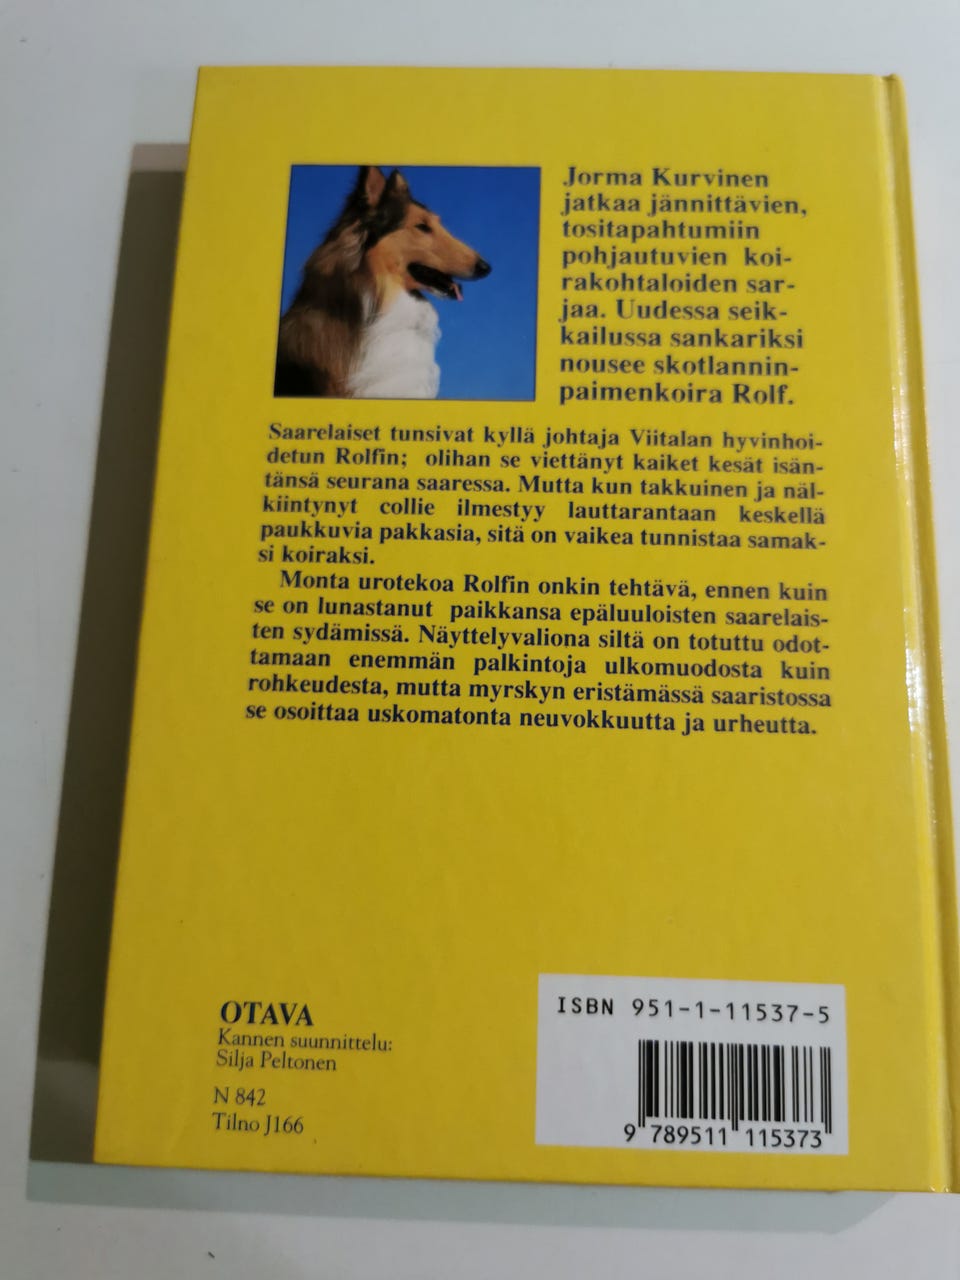 Jorma Kurvinen
jatkaa jännittävien,
tositapahtumiin
pohjautuvien koi-
rakohtaloiden sar-
jaa. Uudessa seik-
kailussa sankariksi
nousee skotlannin-
paimenkoira Rolf.
Saarelaiset tunsivat kyllä johtaja Viitalan hyvinhoi-
detun Rolfin; olihan se viettänyt kaiket kesät isän-
tänsä seurana saaressa. Mutta kun takkuinen ja näl-
kiintynyt collie ilmestyy lauttarantaan keskellä
paukkuvia pakkasia, sitä on vaikea tunnistaa samak-
si koiraksi.
Monta urotekoa Rolfin onkin tehtävä, ennen kuin
se on lunastanut paikkansa epäluuloisten saarelais-
ten sydämissä. Näyttelyvaliona siltä on totuttu odot-
tamaan enemmän palkintoja ulkomuodosta kuin
rohkeudesta, mutta myrskyn eristämässä saaristossa
se osoittaa uskomatonta neuvokkuutta ja urheutta.
OTAVA
Kannen suunnittelu:
Silja Peltonen
N 842
Tilno J166
ISBN 951-1-11537-5
9 789511 115373